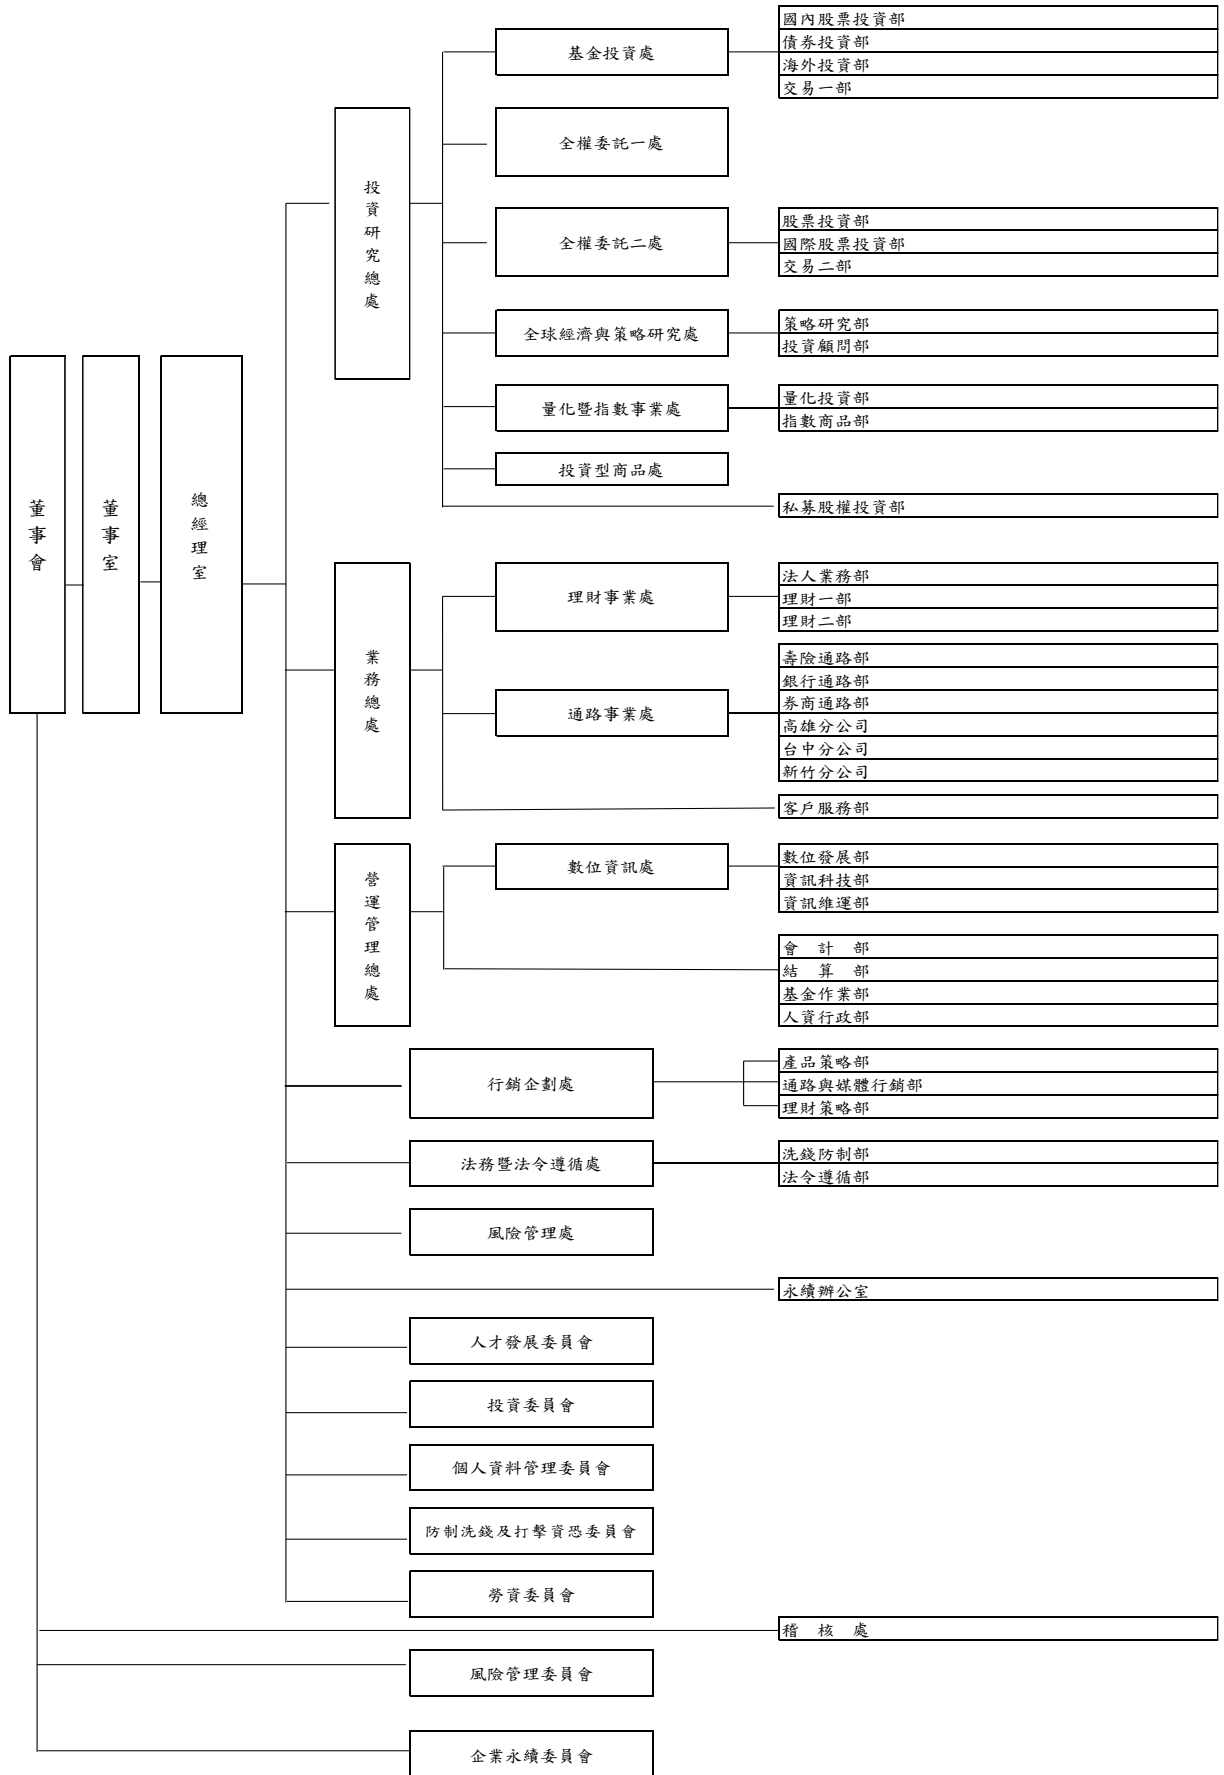 董事會
董事室
總經理室
投資研究總處
基金投資處
國內股票投資部
債券投資部
海外投資部
交易一部
全權委託一處
全權委託二處
股票投資部
國際股票投資部
交易二部
全球經濟與策略研究處
策略研究部
投資顧問部
量化暨指數事業處
量化投資部
指數商品部
投資型商品處
私募股權投資部
業務總處
理財事業處
法人業務部
理財一部
理財二部
通路事業處
壽險通路部
銀行通路部
券商通路部
高雄分公司
台中分公司
新竹分公司
客戶服務部
營運管理總處
數位資訊處
數位發展部
資訊科技部
資訊維運部
會 計 部
結 算 部
基金作業部
人資行政部
行銷企劃處
產品策略部
通路與媒體行銷部
理財策略部
法務暨法令遵循處
洗錢防制部
法令遵循部
風險管理處
永續辦公室
人才發展委員會
投資委員會
個人資料管理委員會
防制洗錢及打擊資恐委員會
勞資委員會
稽 核 處
風險管理委員會
企業永續委員會